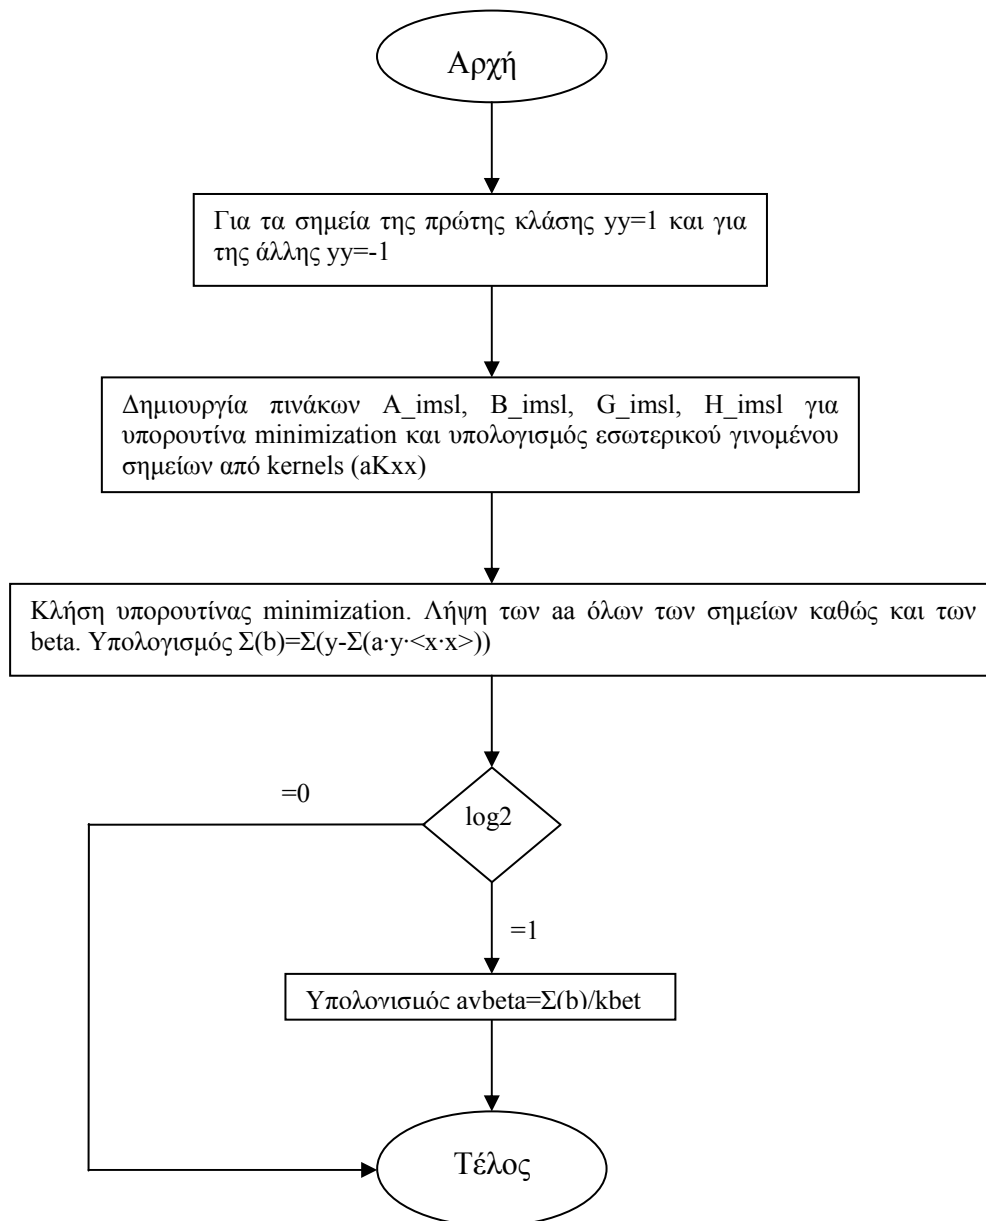 Αρχή
Για τα σημεία της πρώτης κλάσης yy=1 και για
της άλλης yy=-1
Δημιουργία πινάκων A_imsl, B_imsl, G_imsl, H_imsl για
υπορουτίνα minimization και υπολογισμός εσωτερικού γινομένου
σημείων από kernels (aKxx)
Κλήση υπορουτίνας minimization. Λήψη των aa όλων των σημείων καθώς και των
beta. Υπολογισμός Σ(b)=Σ(y-Σ(a·y·<x·x>))
=0
log2
=1
Υπολογισμός avbeta=Σ(b)/kbet
Τέλος